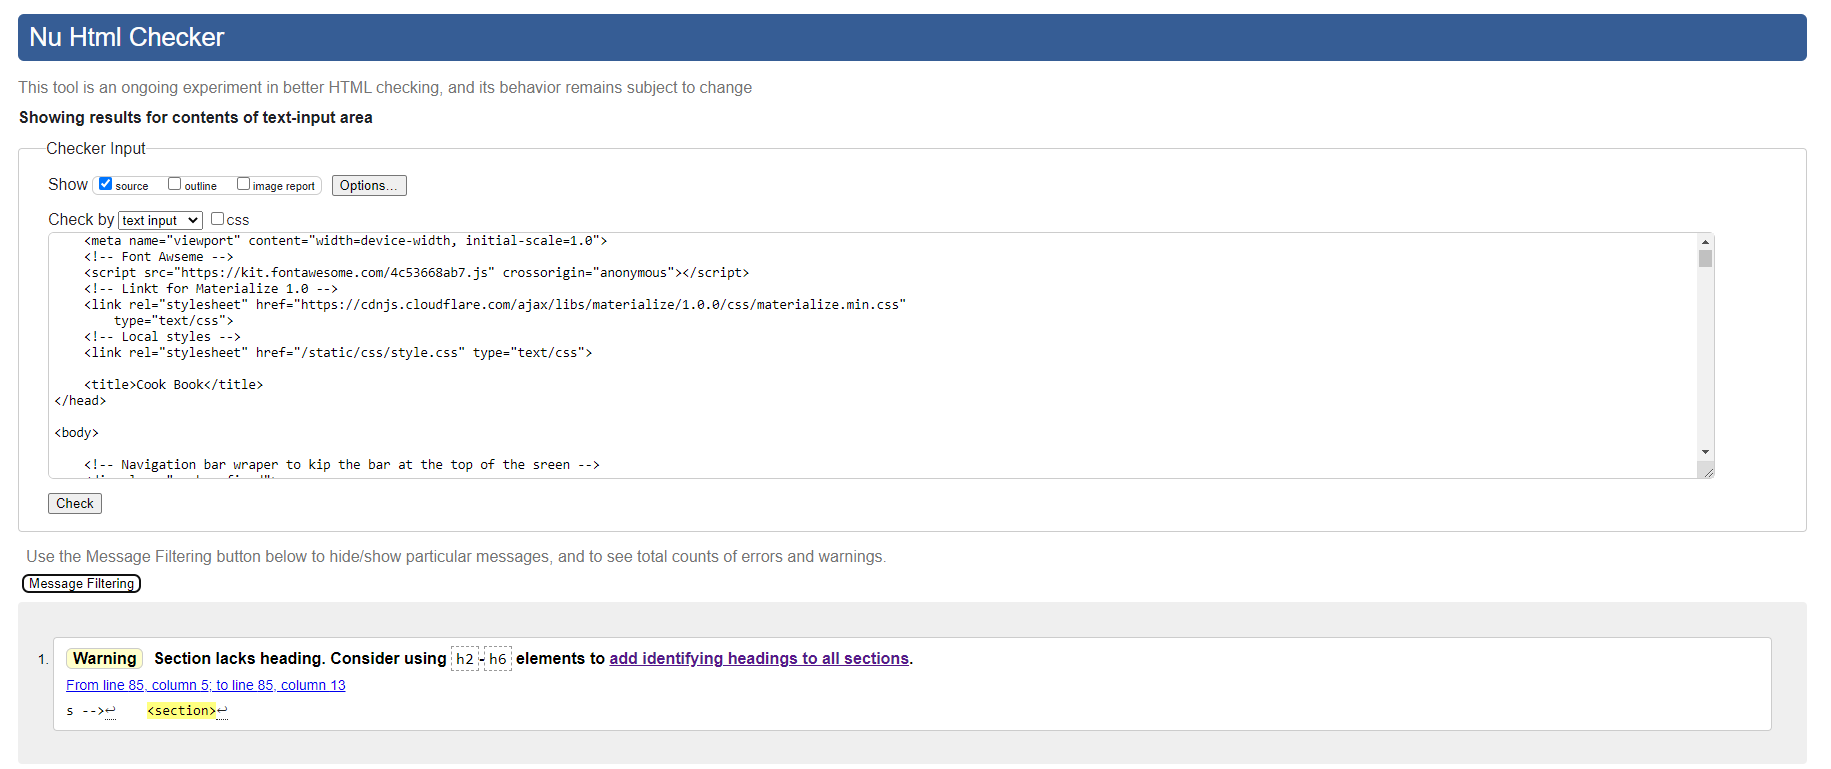 Nu Html Checker
This tool is an ongoing experiment in better HTML checking, and its behavior remains subject to change
Showing results for contents of text-input area
Checker Input
Show source outline image report Options...
Check by text input css
<meta name="viewport" content="width=device-width, initial-scale=1.0">
<!-- Font Awseme -->
<script src="https://kit.fontawesome.com/4c53668ab7.js" crossorigin="anonymous"></script>
<!-- Linkt for Materialize 1.0 -->
<link rel="stylesheet" href="https://cdnjs.cloudflare.com/ajax/libs/materialize/1.0.0/css/materialize.min.css"
type="text/css">
<!-- Local styles -->
<link rel="stylesheet" href="/static/css/style.css" type="text/css">
<title>Cook Book</title>
</head>
<body>
<!-- Navigation bar wraper to kip the bar at the top of the sreen -->
Check
Use the Message Filtering button below to hide/show particular messages, and to see total counts of errors and warnings.
Message Filtering
1. Warning Section lacks heading. Consider using h2-h6 elements to add identifying headings to all sections.
From line 85, column 5; to line 85, column 13
s -->↩ <section>↩